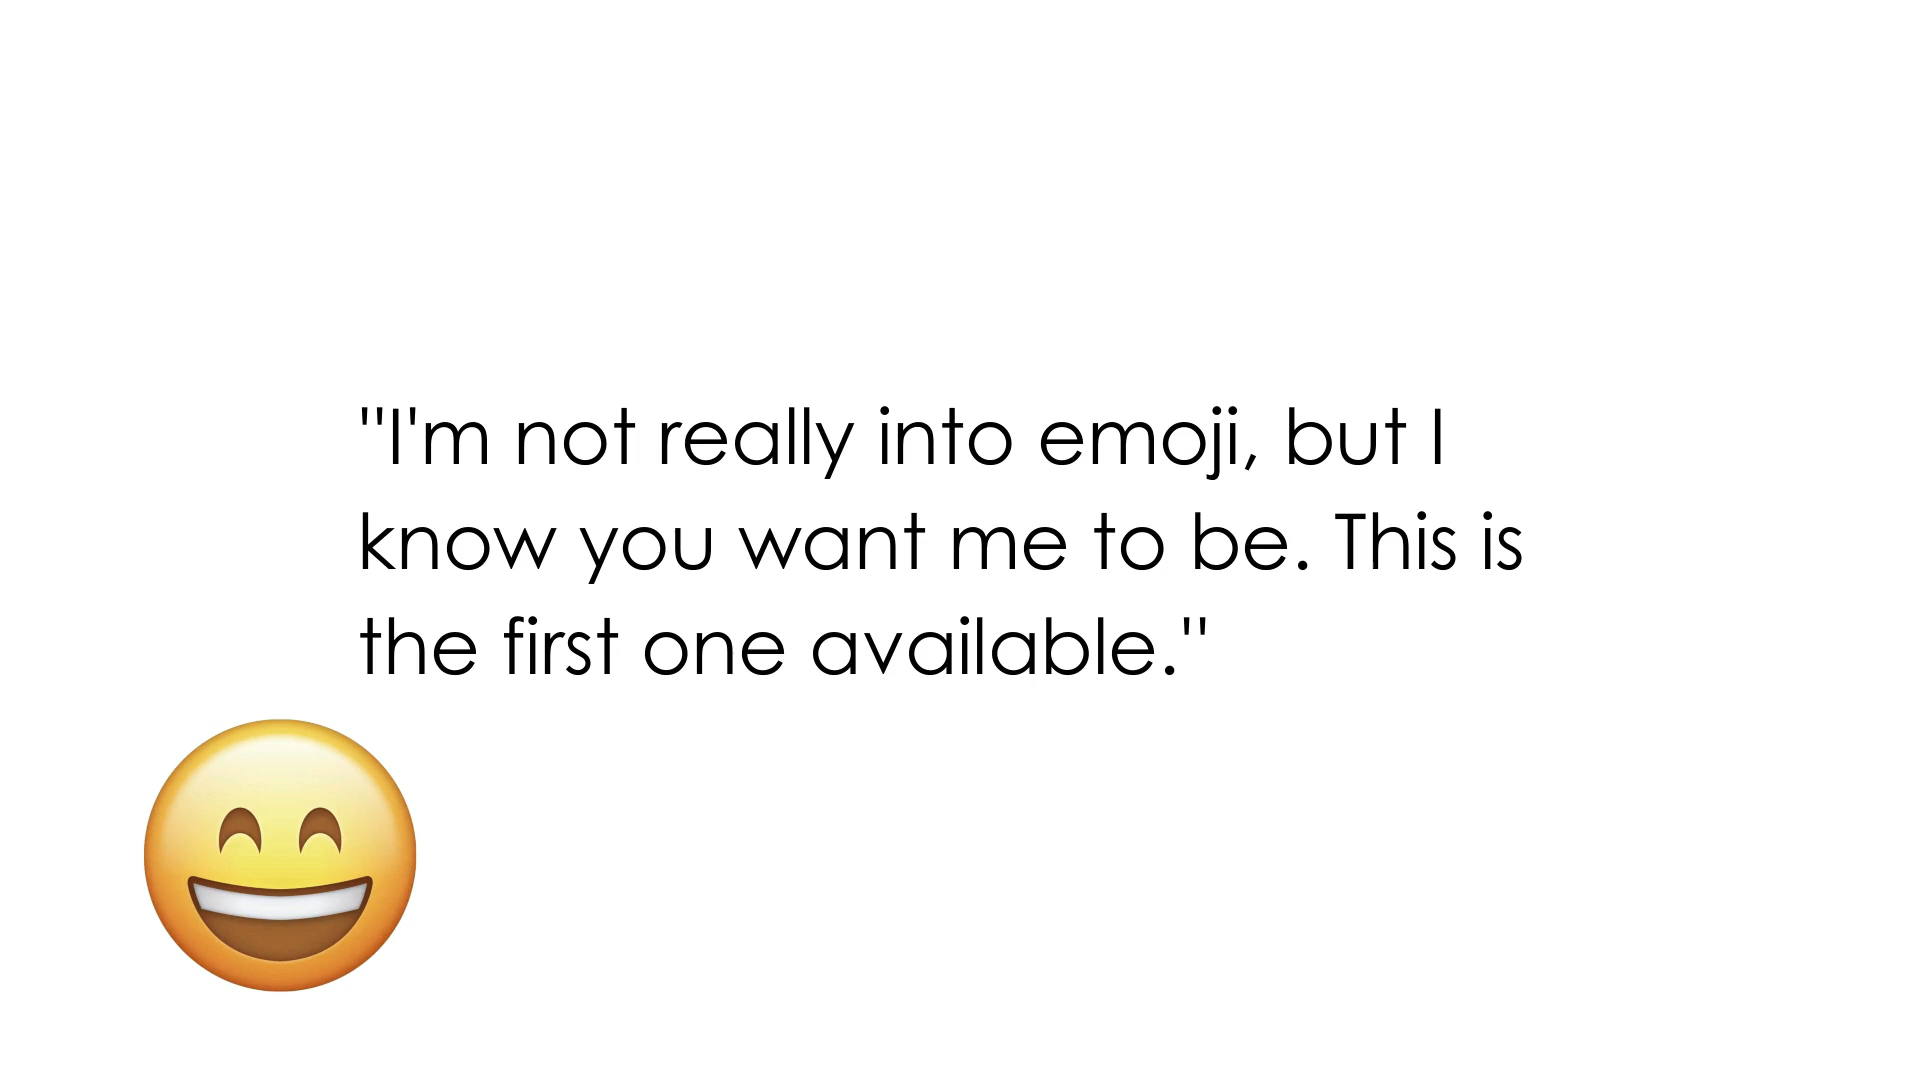 "I'm not really into emoji, but I
know you want me to be. This is
the first one available."